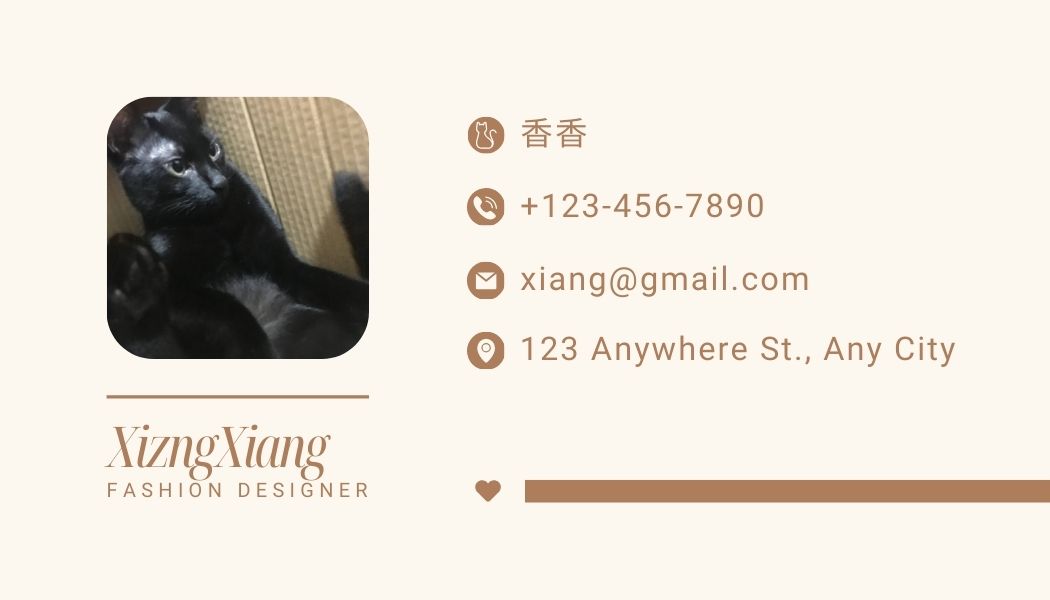 香香
+123-456-7890
xiang@gmail.com
123 Anywhere St., Any City
XizngXiang
FASHION DESIGNER